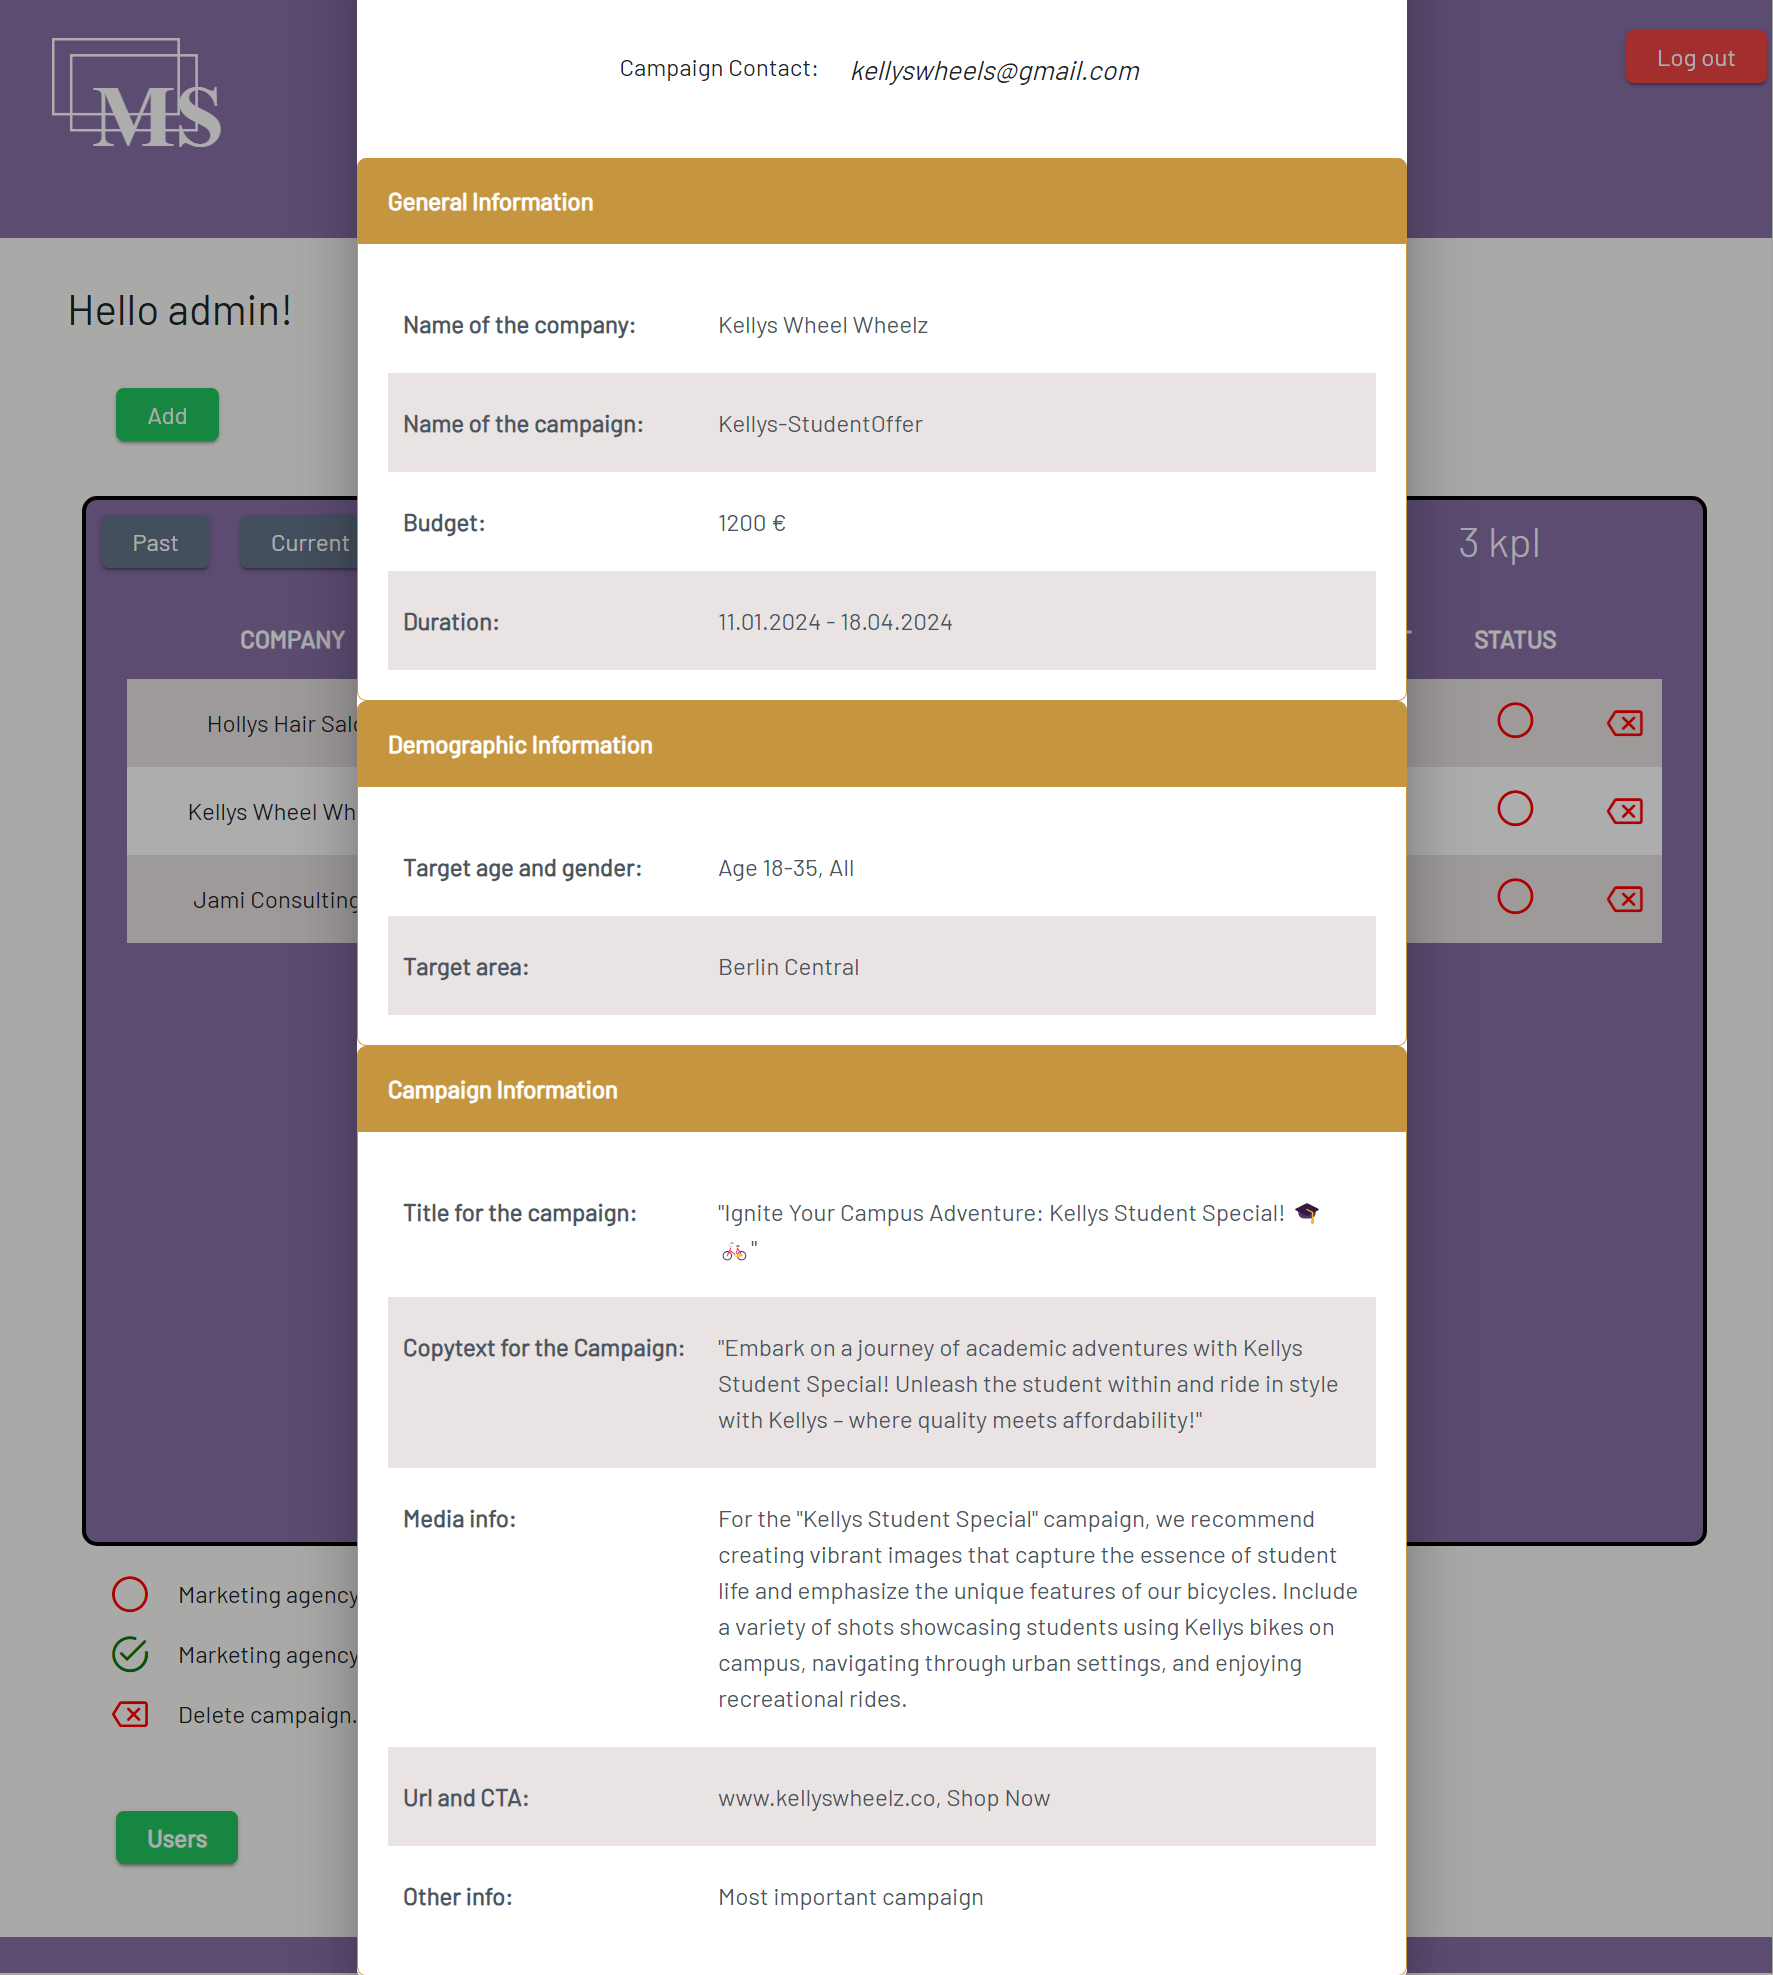 MS
Log out
Hello admin!
Add
Past
Current
3 kpl
COMPANY
STATUS
Hollys Hair
Kellys Wheel
Jami Consulting
Marketing agency
Marketing agency
Delete campaign.
Users
Campaign Contact: kellyswheels@gmail.com
General Information
Name of the company: Kellys Wheel Wheelz
Name of the campaign: Kellys-StudentOffer
Budget: 1200 €
Duration: 11.01.2024 - 18.04.2024
Demographic Information
Target age and gender: Age 18-35, All
Target area: Berlin Central
Campaign Information
Title for the campaign: "Ignite Your Campus Adventure: Kellys Student Special! 🎓
🚲"
Copytext for the Campaign: "Embark on a journey of academic adventures with Kellys
Student Special! Unleash the student within and ride in style
with Kellys – where quality meets affordability!"
Media info: For the "Kellys Student Special" campaign, we recommend
creating vibrant images that capture the essence of student
life and emphasize the unique features of our bicycles. Include
a variety of shots showcasing students using Kellys bikes on
campus, navigating through urban settings, and enjoying
recreational rides.
Url and CTA: www.kellyswheelz.co, Shop Now
Other info: Most important campaign